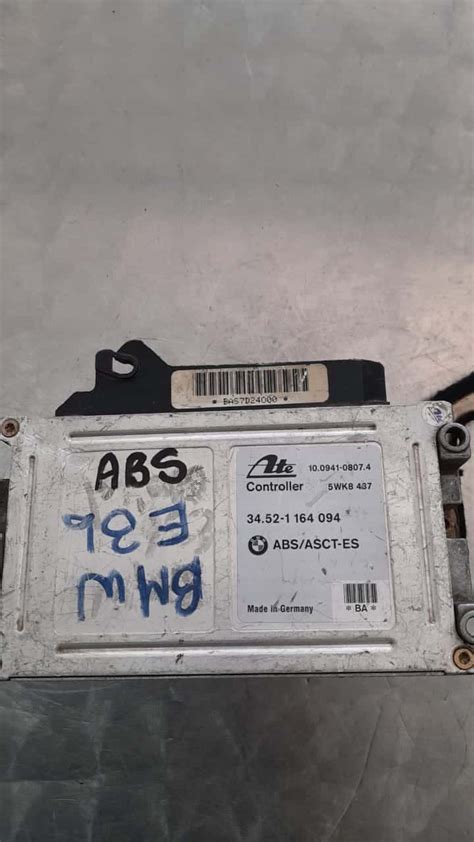 * BAS7D24000 *
ABS
E36
BMW
Ate 10.0941-0807.4
Controller 5WK8 437
34.52-1 164 094
ABS/ASCT-ES
Made in Germany * BA *